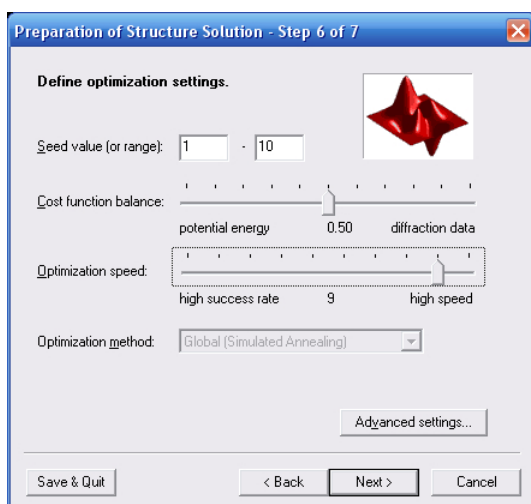 Preparation of Structure Solution - Step 6 of 7
Define optimization settings.
Seed value (or range): 1 - 10
Cost function balance:
potential energy 0.50 diffraction data
Optimization speed:
high success rate 9 high speed
Optimization method: Global (Simulated Annealing)
Advanced settings...
Save & Quit < Back Next > Cancel